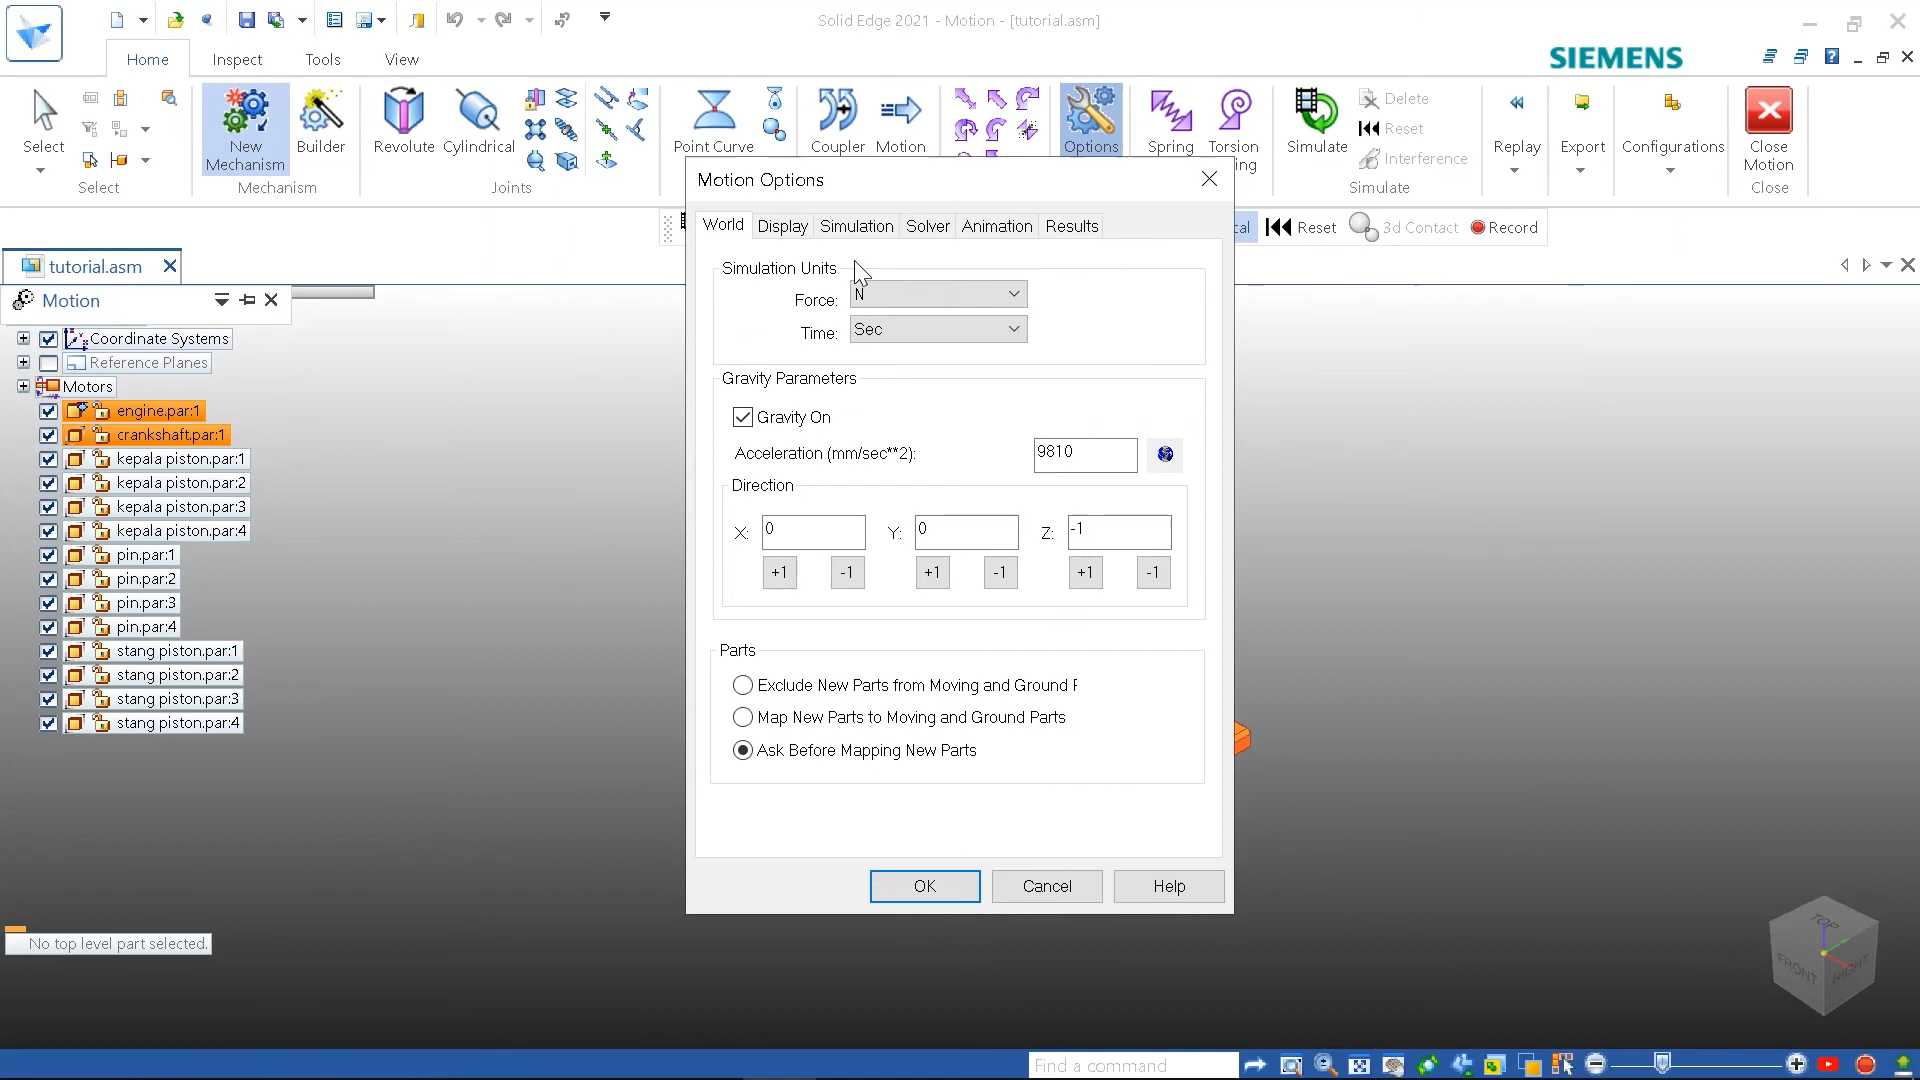 Solid Edge 2021 - Motion - [tutorial.asm]
Home
Inspect
Tools
View
SIEMENS
Select
New Mechanism
Builder
Revolute
Cylindrical
Point Curve
Coupler
Motion
Options
Spring
Torsion
Simulate
Delete
Reset
Interference
Replay
Export
Configurations
Close Motion
Select
Mechanism
Joints
Simulate
Close
Reset
3d Contact
Record
tutorial.asm
Motion
Coordinate Systems
Reference Planes
Motors
engine.par:1
crankshaft.par:1
kepala piston.par:1
kepala piston.par:2
kepala piston.par:3
kepala piston.par:4
pin.par:1
pin.par:2
pin.par:3
pin.par:4
stang piston.par:1
stang piston.par:2
stang piston.par:3
stang piston.par:4
No top level part selected.
Motion Options
World
Display
Simulation
Solver
Animation
Results
Simulation Units
Force: N
Time: Sec
Gravity Parameters
Gravity On
Acceleration (mm/sec**2): 9810
Direction
X: 0 Y: 0 Z: -1
+1 -1 +1 -1 +1 -1
Parts
Exclude New Parts from Moving and Ground
Map New Parts to Moving and Ground Parts
Ask Before Mapping New Parts
OK
Cancel
Help
TOP
FRONT
RIGHT
Find a command